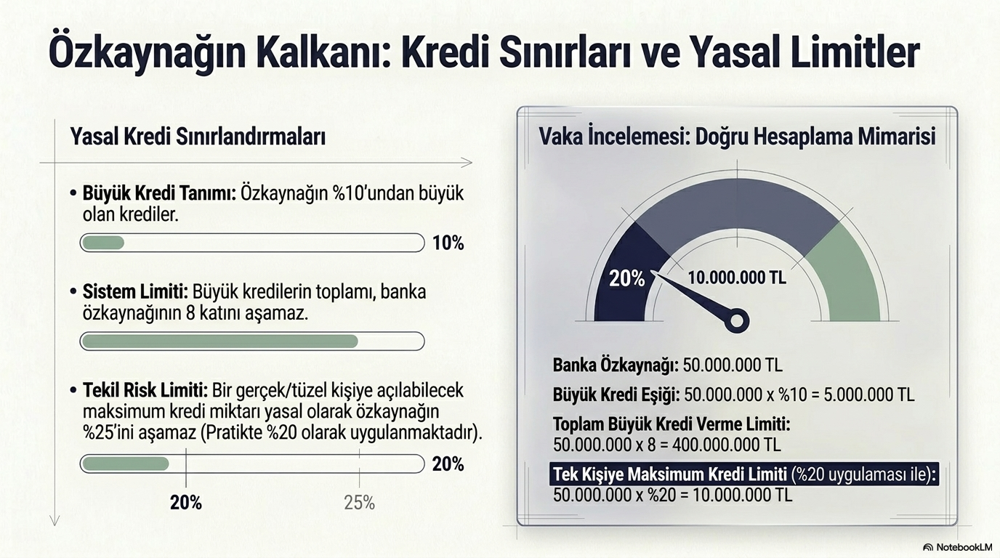 Özkaynağın Kalkanı: Kredi Sınırları ve Yasal Limitler
Yasal Kredi Sınırlandırmaları
• Büyük Kredi Tanımı: Özkaynağın %10'undan büyük
olan krediler.
10%
• Sistem Limiti: Büyük kredilerin toplamı, banka
özkaynağının 8 katını aşamaz.
• Tekil Risk Limiti: Bir gerçek/tüzel kişiye açılabilecek
maksimum kredi miktarı yasal olarak özkaynağın
%25'ini aşamaz (Pratikte %20 olarak uygulanmaktadır).
20%
20%
25%
Vaka İncelemesi: Doğru Hesaplama Mimarisi
20%
10.000.000 TL
Banka Özkaynağı: 50.000.000 TL
Büyük Kredi Eşiği: 50.000.000 x %10 = 5.000.000 TL
Toplam Büyük Kredi Verme Limiti:
50.000.000 x 8 = 400.000.000 TL
Tek Kişiye Maksimum Kredi Limiti (%20 uygulaması ile):
50.000.000 x %20 = 10.000.000 TL
NotebookLM